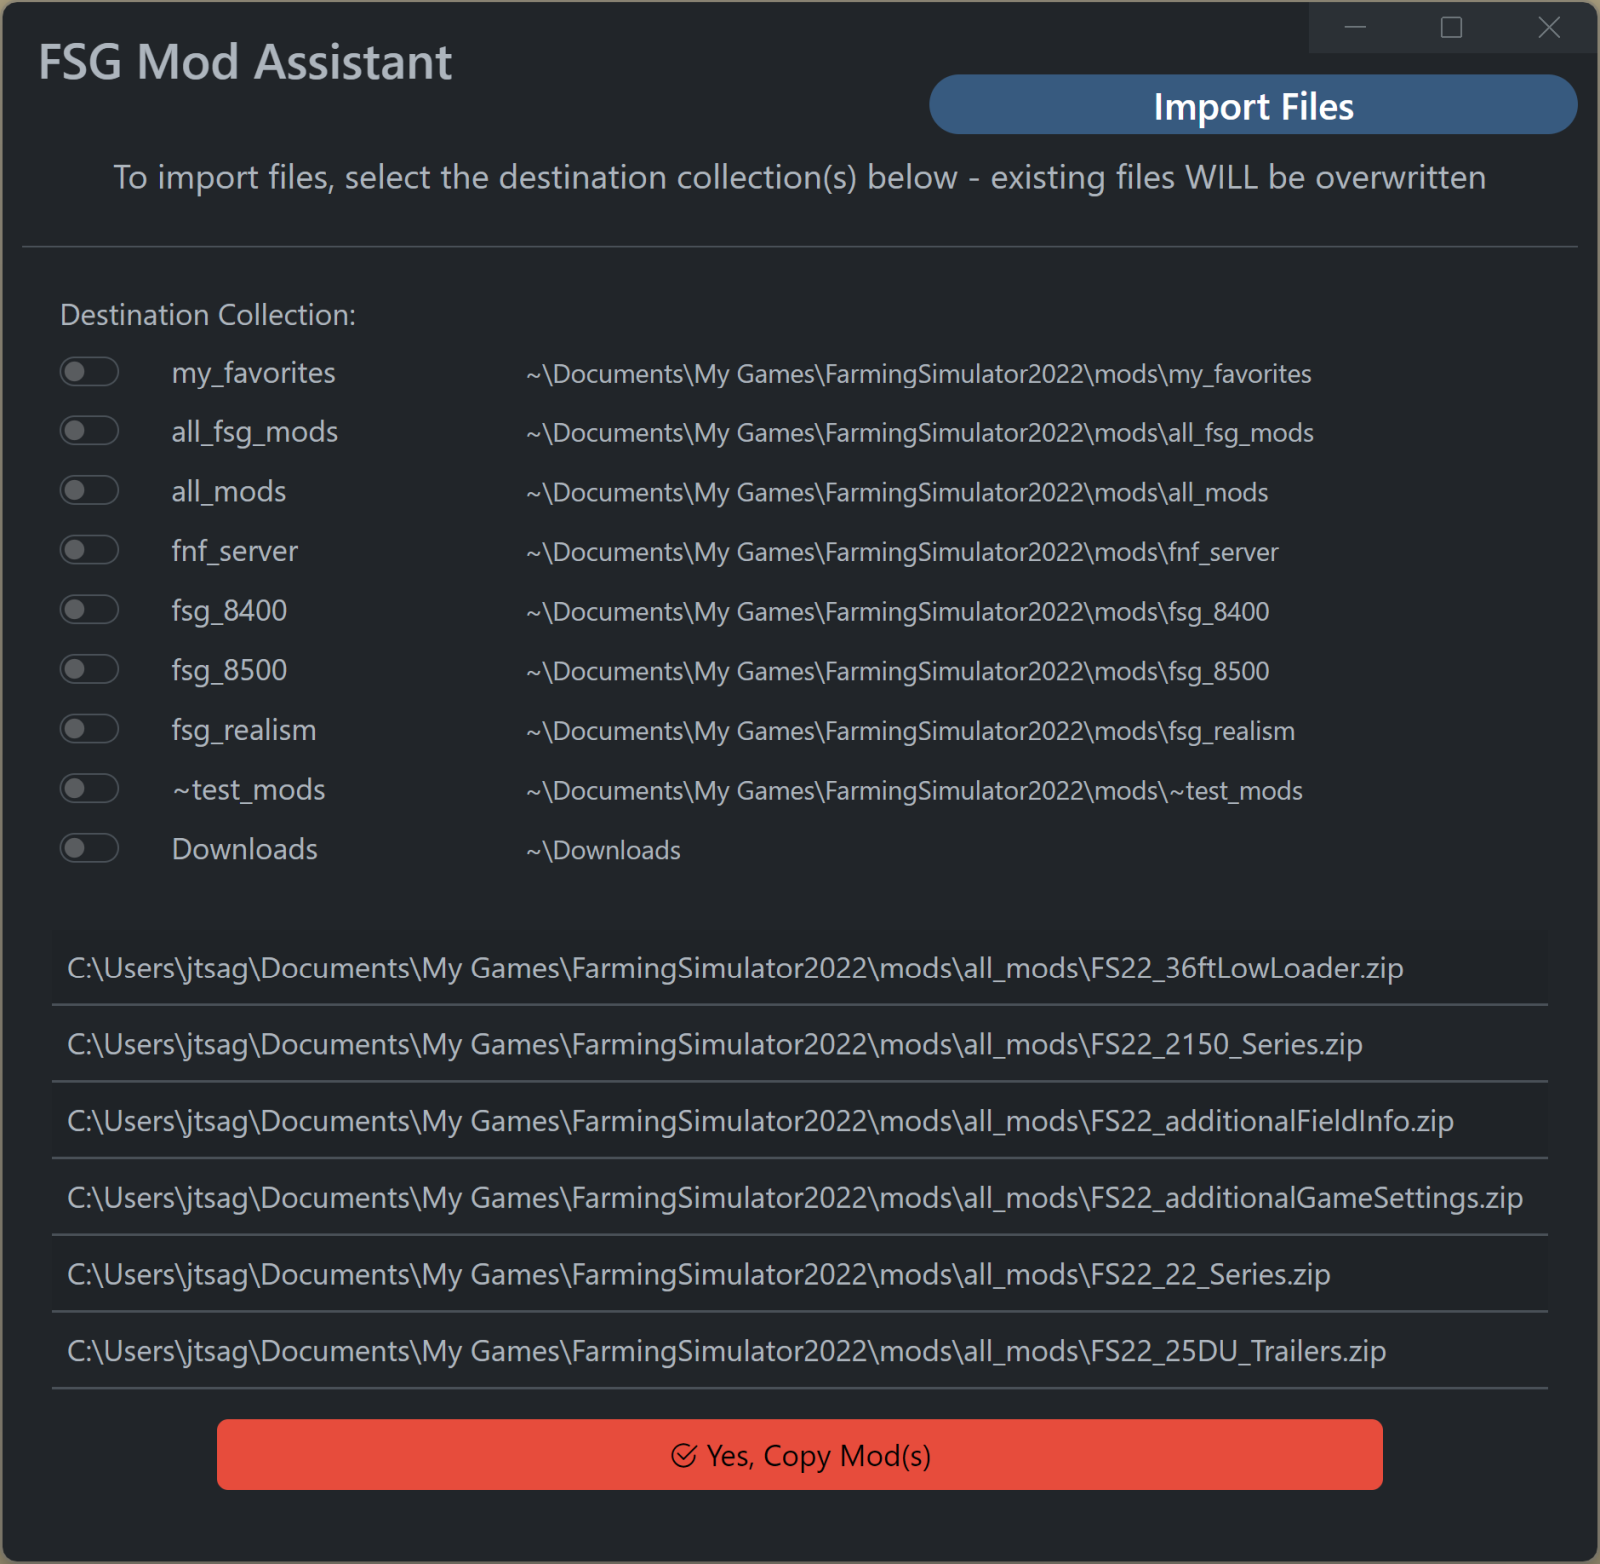 FSG Mod Assistant
Import Files
To import files, select the destination collection(s) below - existing files WILL be overwritten
Destination Collection:
my_favorites ~\Documents\My Games\FarmingSimulator2022\mods\my_favorites
all_fsg_mods ~\Documents\My Games\FarmingSimulator2022\mods\all_fsg_mods
all_mods ~\Documents\My Games\FarmingSimulator2022\mods\all_mods
fnf_server ~\Documents\My Games\FarmingSimulator2022\mods\fnf_server
fsg_8400 ~\Documents\My Games\FarmingSimulator2022\mods\fsg_8400
fsg_8500 ~\Documents\My Games\FarmingSimulator2022\mods\fsg_8500
fsg_realism ~\Documents\My Games\FarmingSimulator2022\mods\fsg_realism
~test_mods ~\Documents\My Games\FarmingSimulator2022\mods\~test_mods
Downloads ~\Downloads
C:\Users\jtsag\Documents\My Games\FarmingSimulator2022\mods\all_mods\FS22_36ftLowLoader.zip
C:\Users\jtsag\Documents\My Games\FarmingSimulator2022\mods\all_mods\FS22_2150_Series.zip
C:\Users\jtsag\Documents\My Games\FarmingSimulator2022\mods\all_mods\FS22_additionalFieldInfo.zip
C:\Users\jtsag\Documents\My Games\FarmingSimulator2022\mods\all_mods\FS22_additionalGameSettings.zip
C:\Users\jtsag\Documents\My Games\FarmingSimulator2022\mods\all_mods\FS22_22_Series.zip
C:\Users\jtsag\Documents\My Games\FarmingSimulator2022\mods\all_mods\FS22_25DU_Trailers.zip
Yes, Copy Mod(s)